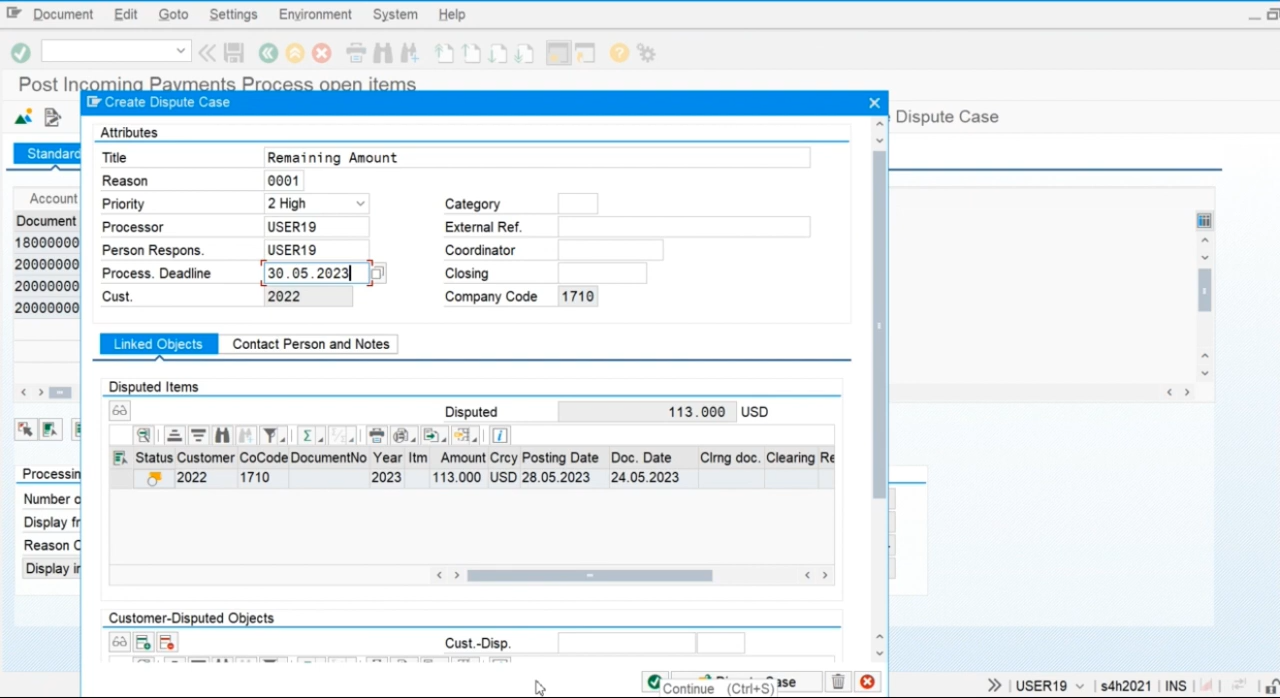 Document Edit Goto Settings Environment System Help
Post Incoming Payments Process open items
Create Dispute Case
Dispute Case
Attributes
Standard
Title Remaining Amount
Reason 0001
Account
Priority 2 High Category
Document
Processor USER19 External Ref.
18000000
Person Respons. USER19 Coordinator
20000000
Process. Deadline 30.05.2023 Closing
20000000
Cust. 2022 Company Code 1710
20000000
Linked Objects Contact Person and Notes
Disputed Items
Disputed 113.000 USD
Status Customer CoCode DocumentNo Year Itm Amount Crcy Posting Date Doc. Date Clrng doc. Clearing Re
2022 1710 2023 113.000 USD 28.05.2023 24.05.2023
Processin
Number o
Display fr
Reason C
Display in
Customer-Disputed Objects
Cust.-Disp.
Continue (Ctrl+S)
USER19 s4h2021 INS